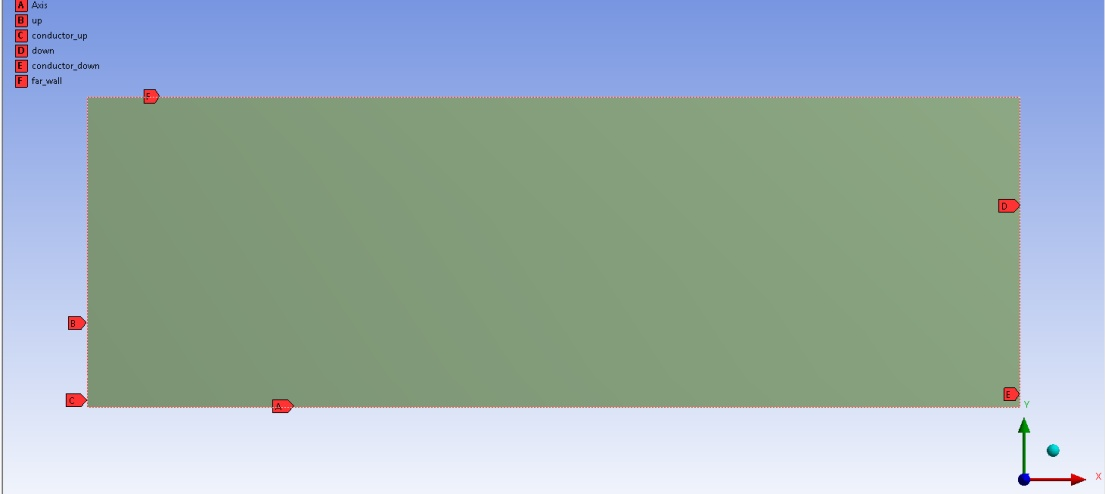 A Axis
B up
C conductor_up
D down
E conductor_down
F far_wall
F
D
B
C
A
E
Y
X